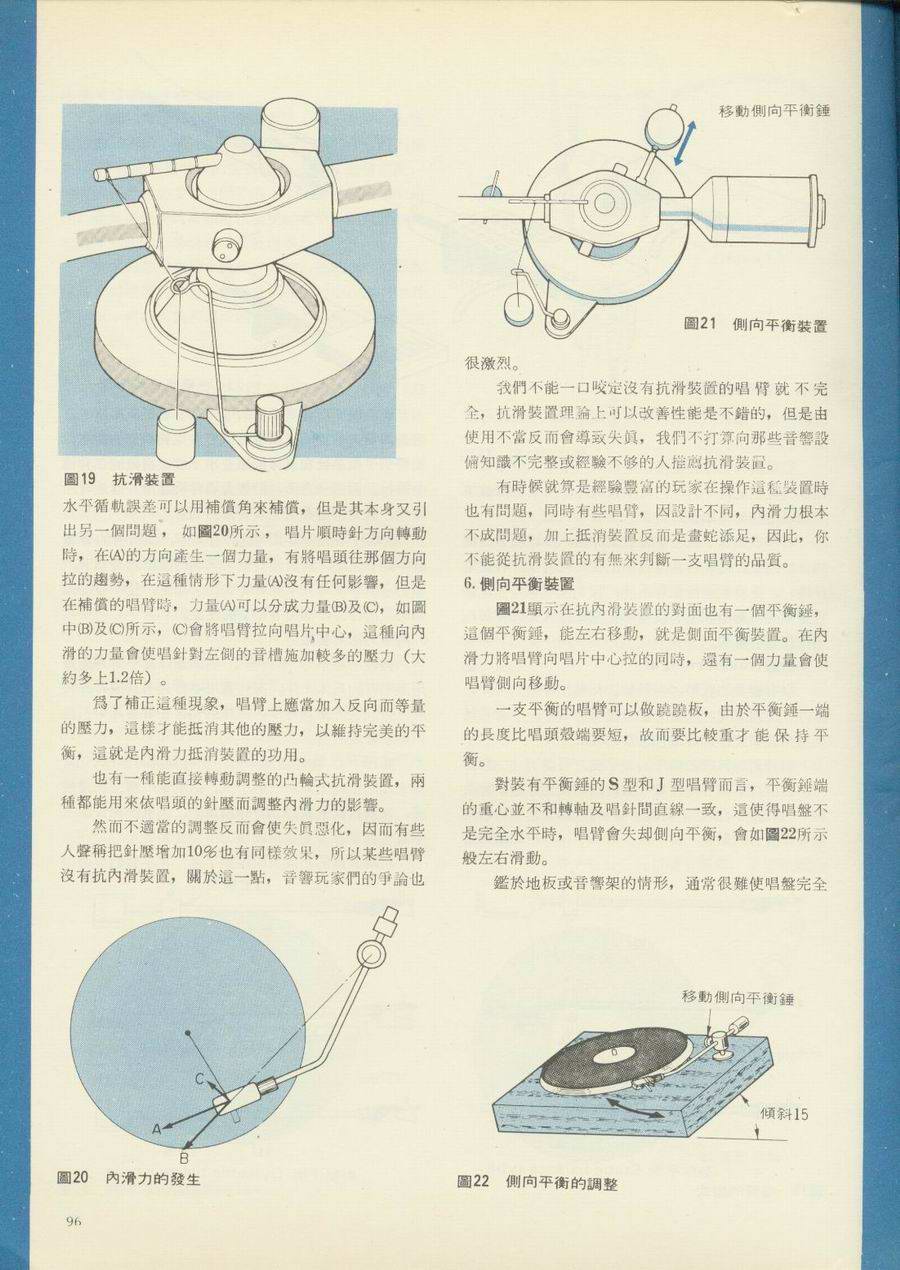 圖19 抗滑裝置
水平循軌誤差可以用補償角來補償，但是其本身又引
出另一個問題，如圖20所示，唱片順時針方向轉動
時，在(A)的方向產生一個力量，有將唱頭往那個方向
拉的趨勢，在這種情形下力量(A)沒有任何影響，但是
在補償的唱臂時，力量(A)可以分成力量(B)及(C)，如圖
中(B)及(C)所示，(C)會將唱臂拉向唱片中心，這種向內
滑的力量會使唱針對左側的音槽施加較多的壓力（大
約多上1.2倍）。
爲了補正這種現象，唱臂上應當加入反向而等量
的壓力，這樣才能抵消其他的壓力，以維持完美的平
衡，這就是內滑力抵消裝置的功用。
也有一種能直接轉動調整的凸輪式抗滑裝置，兩
種都能用來依唱頭的針壓而調整內滑力的影響。
然而不適當的調整反而會使失眞惡化，因而有些
人聲稱把針壓增加10%也有同樣效果，所以某些唱臂
沒有抗內滑裝置，關於這一點，音響玩家們的爭論也
C
A
B
圖20 內滑力的發生
96
移動側向平衡錘
圖21 側向平衡裝置
很激烈。
我們不能一口咬定沒有抗滑裝置的唱臂就不完
全，抗滑裝置理論上可以改善性能是不錯的，但是由
使用不當反而會導致失眞，我們不打算向那些音響設
備知識不完整或經驗不够的人推薦抗滑裝置。
有時候就算是經驗豐富的玩家在操作這種裝置時
也有問題，同時有些唱臂，因設計不同，內滑力根本
不成問題，加上抵消裝置反而是畫蛇添足，因此，你
不能從抗滑裝置的有無來判斷一支唱臂的品質。
6. 側向平衡裝置
圖21顯示在抗內滑裝置的對面也有一個平衡錘，
這個平衡錘，能左右移動，就是側面平衡裝置。在內
滑力將唱臂向唱片中心拉的同時，還有一個力量會使
唱臂側向移動。
一支平衡的唱臂可以做蹺蹺板，由於平衡錘一端
的長度比唱頭殼端要短，故而要比較重才能保持平
衡。
對裝有平衡錘的S型和J型唱臂而言，平衡錘端
的重心並不和轉軸及唱針間直線一致，這使得唱盤不
是完全水平時，唱臂會失却側向平衡，會如圖22所示
般左右滑動。
鑑於地板或音響架的情形，通常很難使唱盤完全
移動側向平衡錘
傾斜15
圖22 側向平衡的調整